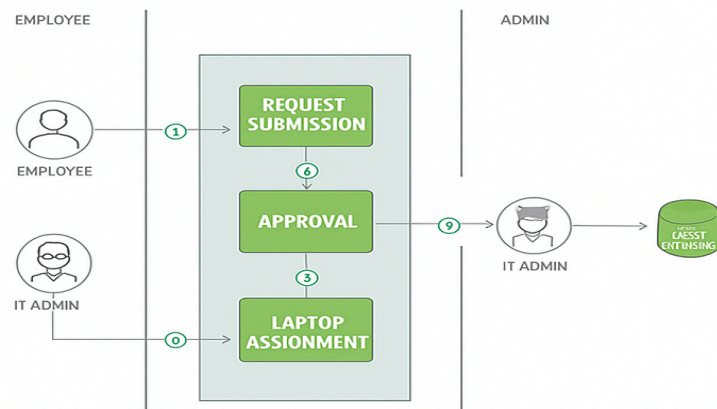 EMPLOYEE
ADMIN
REQUEST
SUBMISSION
1
EMPLOYEE
6
APPROVAL
9
IT ADMIN
CAESST
ENTINSING
3
IT ADMIN
LAPTOP
ASSIONMENT
0